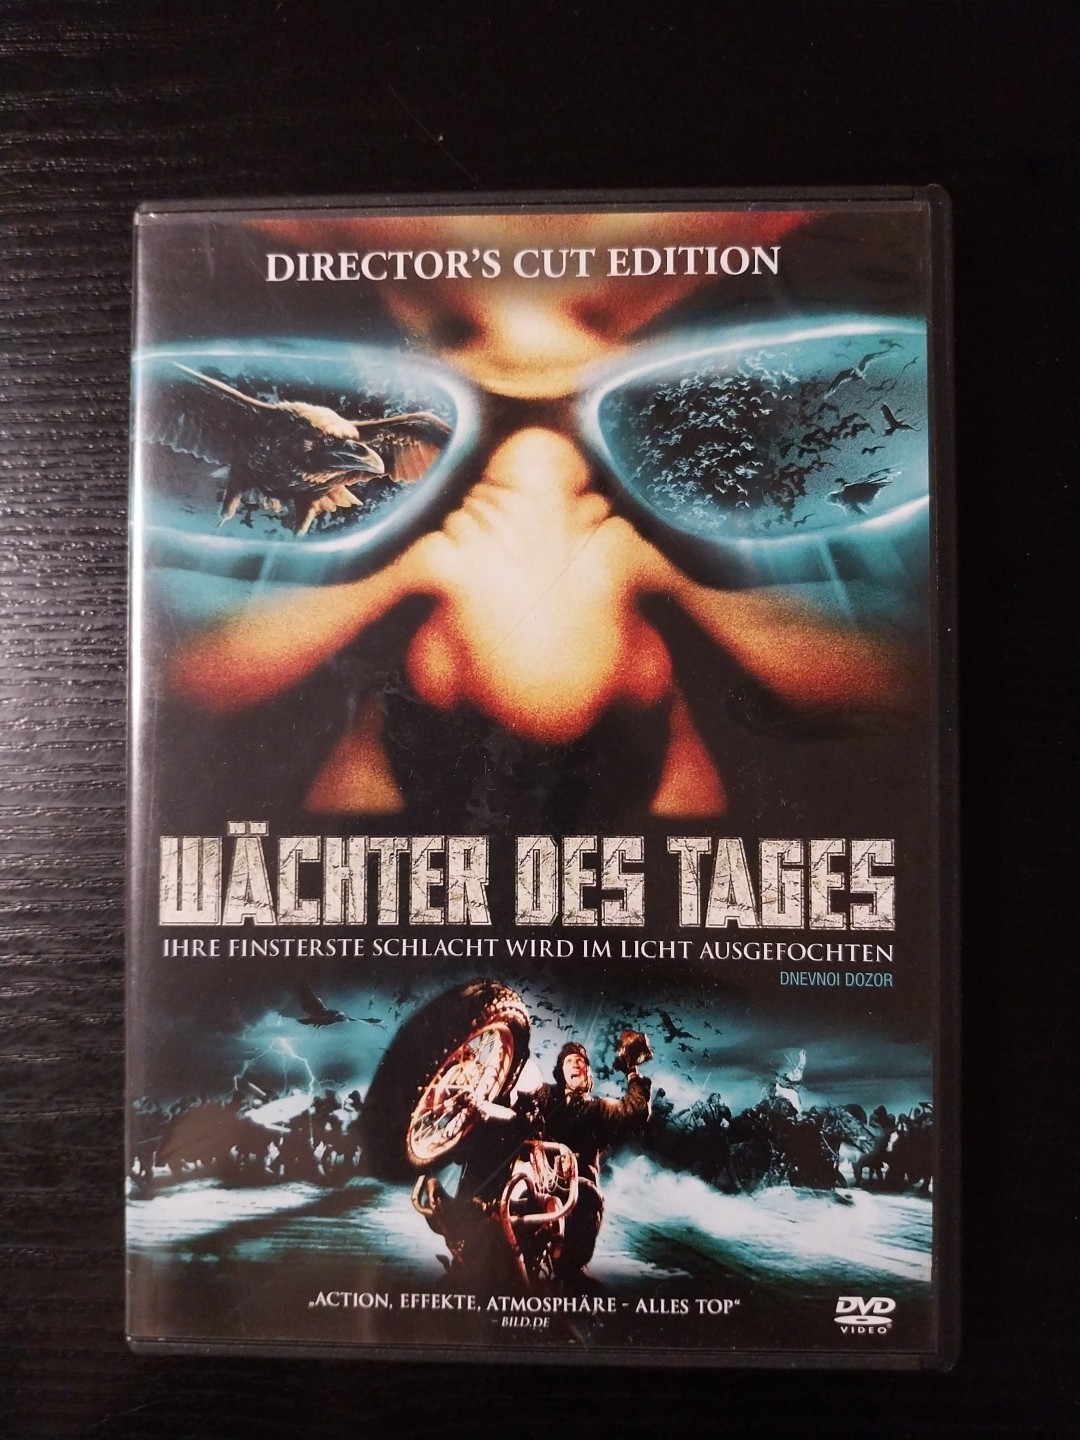 DIRECTOR'S CUT EDITION
WÄCHTER DES TAGES
IHRE FINSTERSTE SCHLACHT WIRD IM LICHT AUSGEFOCHTEN
DNEVNOI DOZOR
„ACTION, EFFEKTE, ATMOSPHÄRE - ALLES TOP“
- BILD.DE
DVD
VIDEO